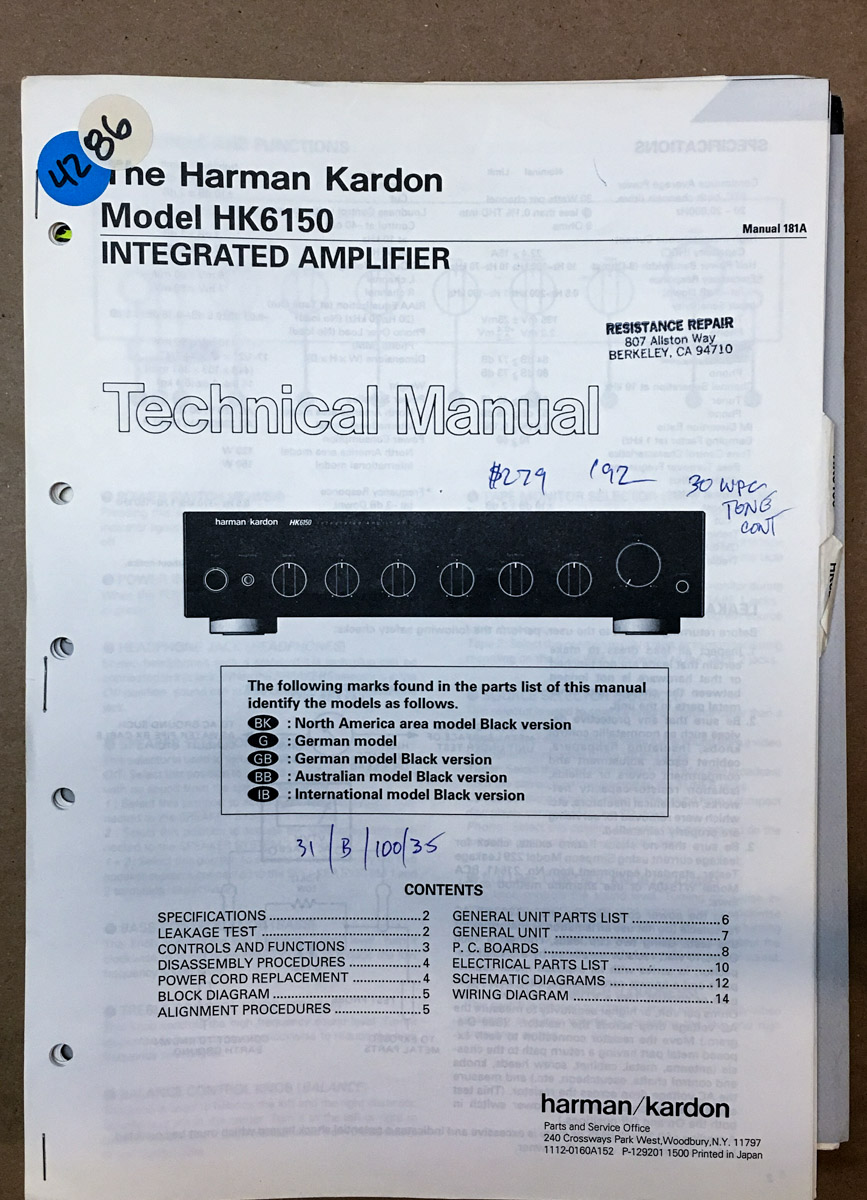 4286
The Harman Kardon
Model HK6150
Manual 181A
INTEGRATED AMPLIFIER
RESISTANCE REPAIR
807 Allston Way
BERKELEY, CA 94710
Technical Manual
$279 '92 30 WPC
TONE
CONT
harman/kardon HK6150 integrated amplifier
The following marks found in the parts list of this manual
identify the models as follows.
BK : North America area model Black version
G : German model
GB : German model Black version
BB : Australian model Black version
IB : International model Black version
31/B/100/35
CONTENTS
SPECIFICATIONS ........................................2
LEAKAGE TEST ...........................................2
CONTROLS AND FUNCTIONS ....................3
DISASSEMBLY PROCEDURES ...................4
POWER CORD REPLACEMENT ..................4
BLOCK DIAGRAM .......................................5
ALIGNMENT PROCEDURES .......................5
GENERAL UNIT PARTS LIST ........................6
GENERAL UNIT ............................................7
P. C. BOARDS ..............................................8
ELECTRICAL PARTS LIST ...........................10
SCHEMATIC DIAGRAMS ............................12
WIRING DIAGRAM .....................................14
harman/kardon
Parts and Service Office
240 Crossways Park West,Woodbury,N.Y. 11797
1112-0160A152 P-129201 1500 Printed in Japan